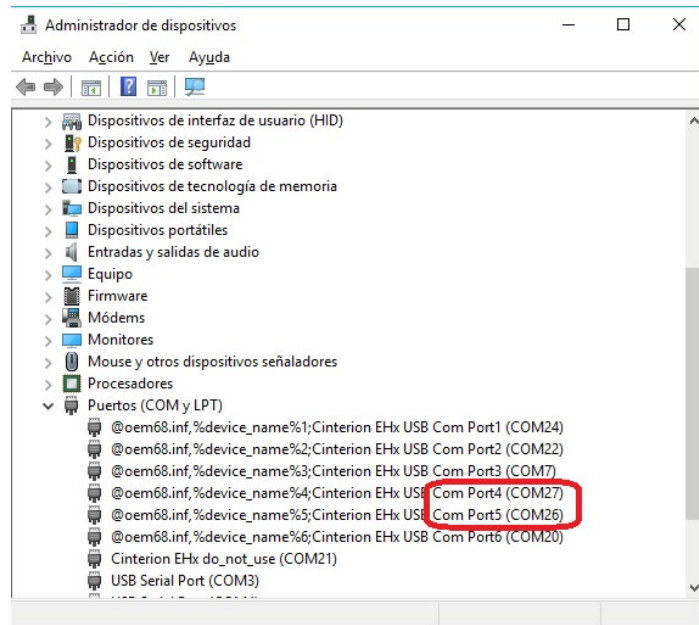 Administrador de dispositivos
Archivo Acción Ver Ayuda
Dispositivos de interfaz de usuario (HID)
Dispositivos de seguridad
Dispositivos de software
Dispositivos de tecnología de memoria
Dispositivos del sistema
Dispositivos portátiles
Entradas y salidas de audio
Equipo
Firmware
Módems
Monitores
Mouse y otros dispositivos señaladores
Procesadores
Puertos (COM y LPT)
@oem68.inf,%device_name%1;Cinterion EHx USB Com Port1 (COM24)
@oem68.inf,%device_name%2;Cinterion EHx USB Com Port2 (COM22)
@oem68.inf,%device_name%3;Cinterion EHx USB Com Port3 (COM7)
@oem68.inf,%device_name%4;Cinterion EHx USB Com Port4 (COM27)
@oem68.inf,%device_name%5;Cinterion EHx USB Com Port5 (COM26)
@oem68.inf,%device_name%6;Cinterion EHx USB Com Port6 (COM20)
Cinterion EHx do_not_use (COM21)
USB Serial Port (COM3)